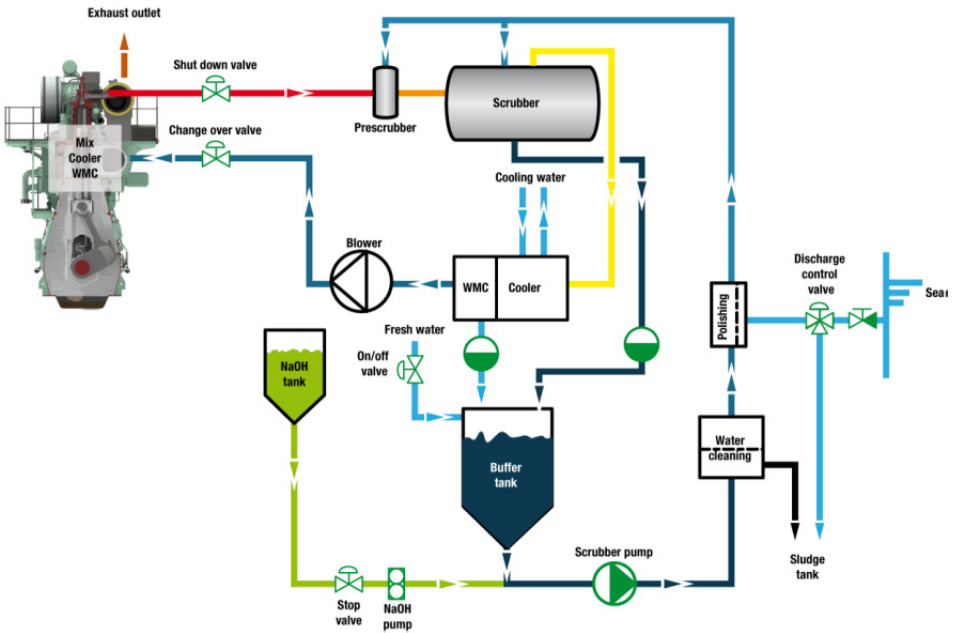 Exhaust outlet
Shut down valve
Prescrubber
Scrubber
Change over valve
Mix
Cooler
WMC
Cooling water
Blower
WMC
Cooler
Discharge
control
valve
Sea
Polishing
Fresh water
On/off
valve
NaOH
tank
Buffer
tank
Water
cleaning
Scrubber pump
Sludge
tank
Stop
valve
NaOH
pump